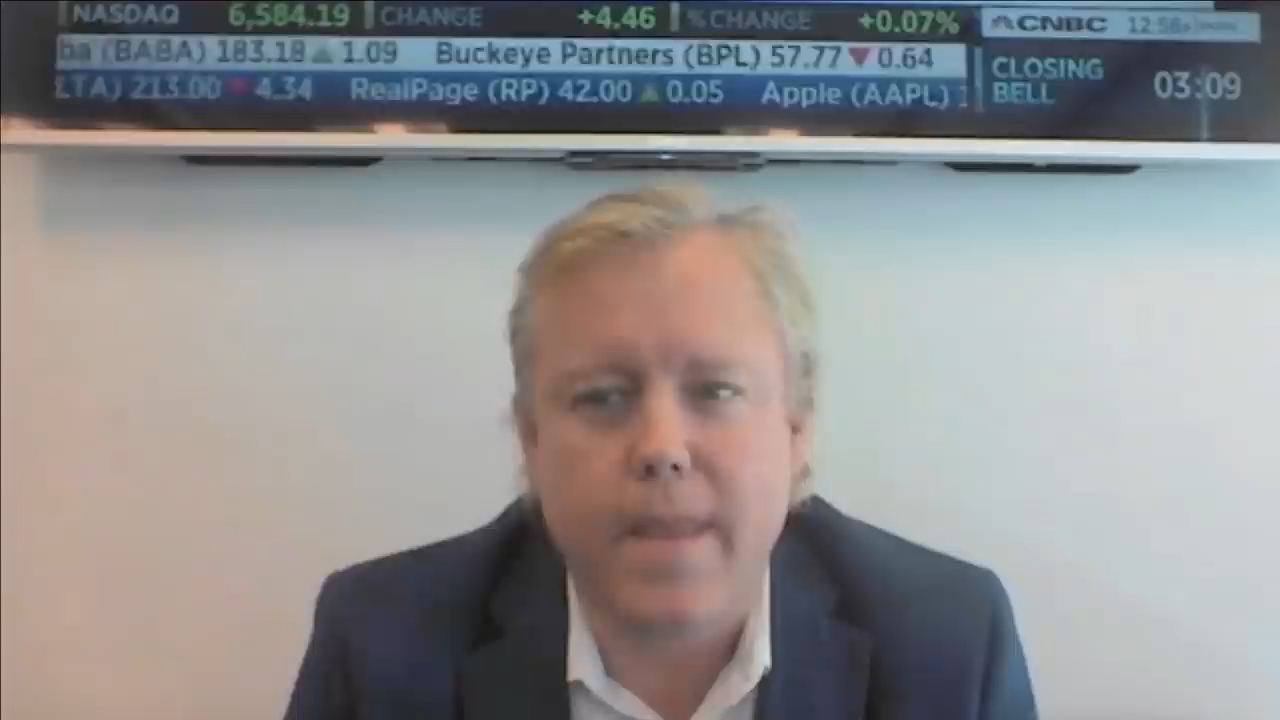 NASDAQ 6,584.19 CHANGE +4.46 % CHANGE +0.07% CNBC
ba (BABA) 183.18 1.09 Buckeye Partners (BPL) 57.77 0.64
LTA) 213.00 4.34 RealPage (RP) 42.00 0.05 Apple (AAPL)
CLOSING
BELL
03:09